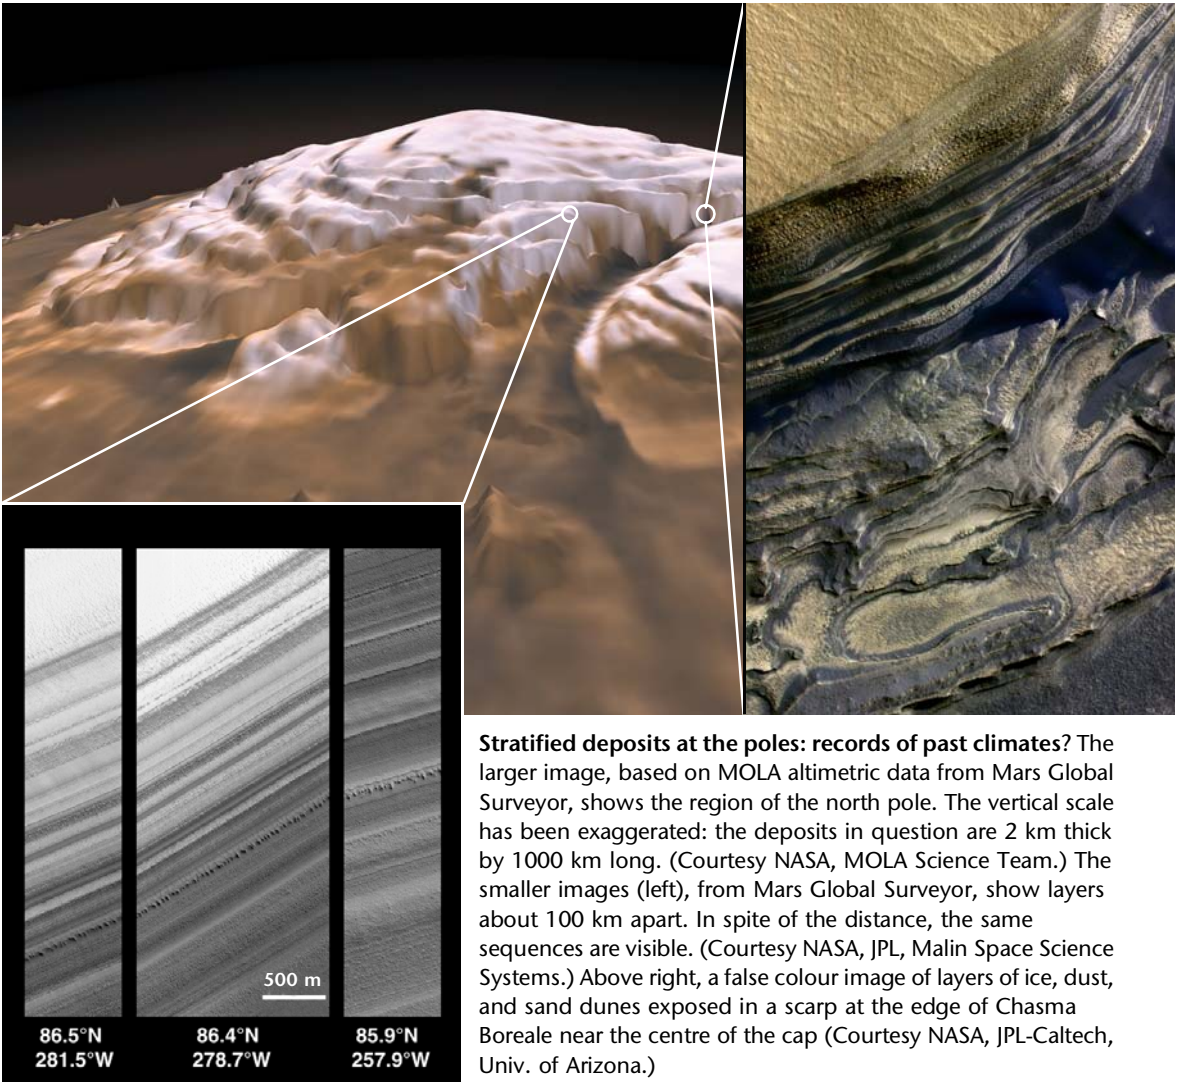 500 m
86.5°N
281.5°W
86.4°N
278.7°W
85.9°N
257.9°W
Stratified deposits at the poles: records of past climates? The
larger image, based on MOLA altimetric data from Mars Global
Surveyor, shows the region of the north pole. The vertical scale
has been exaggerated: the deposits in question are 2 km thick
by 1000 km long. (Courtesy NASA, MOLA Science Team.) The
smaller images (left), from Mars Global Surveyor, show layers
about 100 km apart. In spite of the distance, the same
sequences are visible. (Courtesy NASA, JPL, Malin Space Science
Systems.) Above right, a false colour image of layers of ice, dust,
and sand dunes exposed in a scarp at the edge of Chasma
Boreale near the centre of the cap (Courtesy NASA, JPL-Caltech,
Univ. of Arizona.)